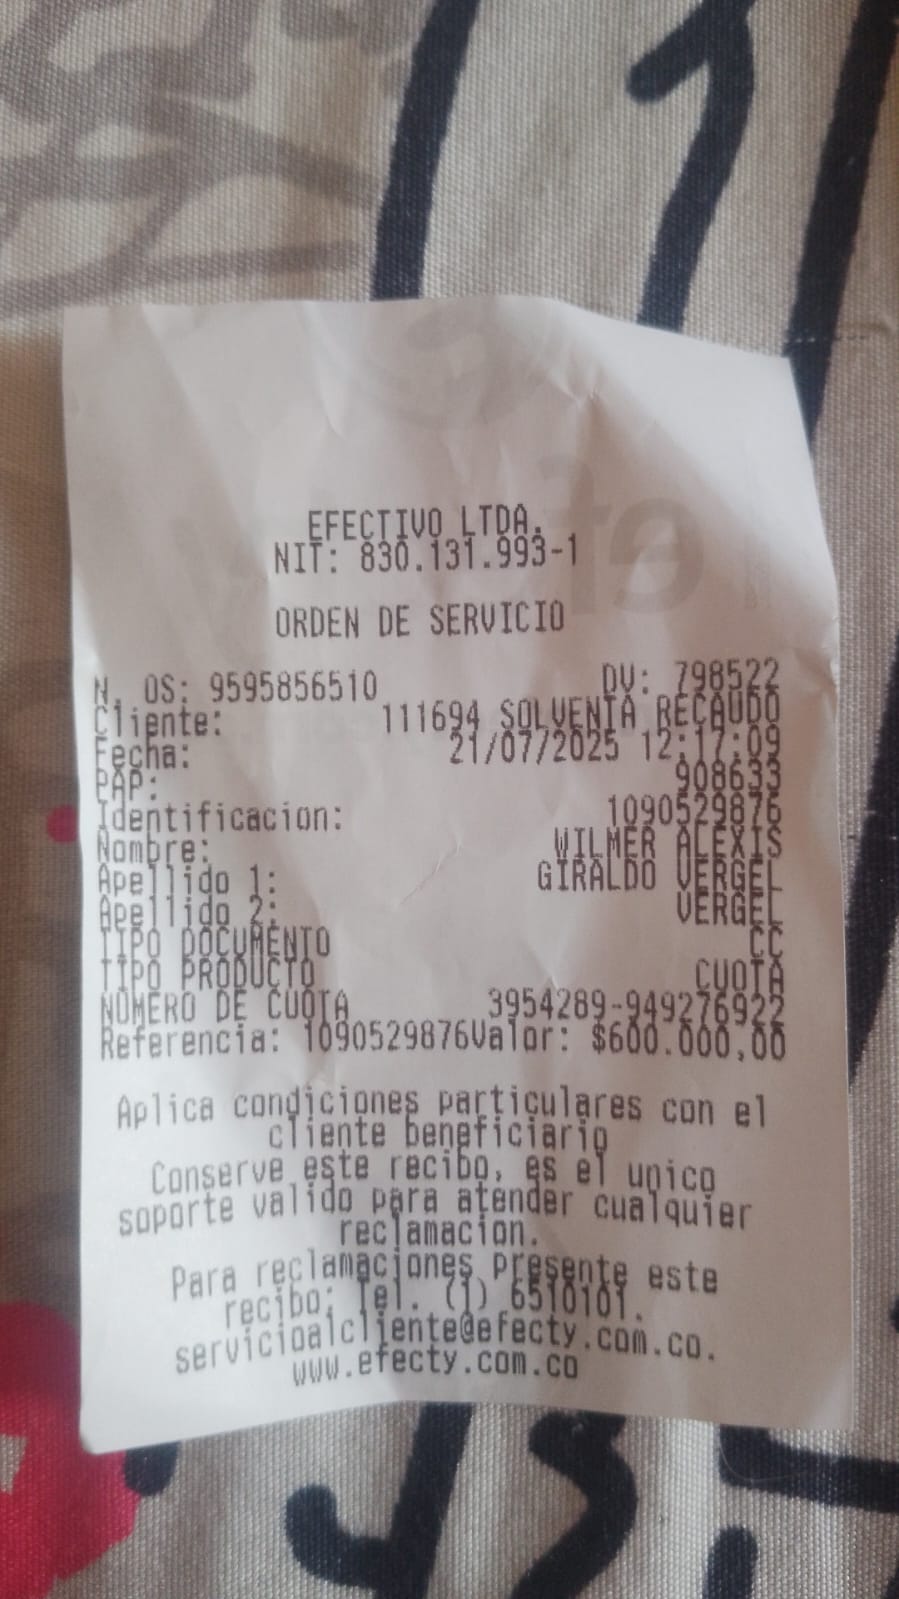 EFECTIVO LTDA.
NIT: 830.131.993-1
ORDEN DE SERVICIO
N. OS: 9595856510 DV: 798522
Cliente: 111694 SOLVENTA RECAUDO
Fecha: 21/07/2025 12:17:09
PAP: 908633
Identificacion: 1090529876
Nombre: WILMER ALEXIS
Apellido 1: GIRALDO VERGEL
Apellido 2: VERGEL
TIPO DOCUMENTO CC
TIPO PRODUCTO CUOTA
NUMERO DE CUOTA 3954289-949276922
Referencia: 1090529876Valor: $600.000,00
Aplica condiciones particulares con el
cliente beneficiario
Conserve este recibo, es el unico
soporte valido para atender cualquier
reclamacion.
Para reclamaciones presente este
recibo: Tel. (1) 6510101.
servicioalcliente@efecty.com.co.
www.efecty.com.co